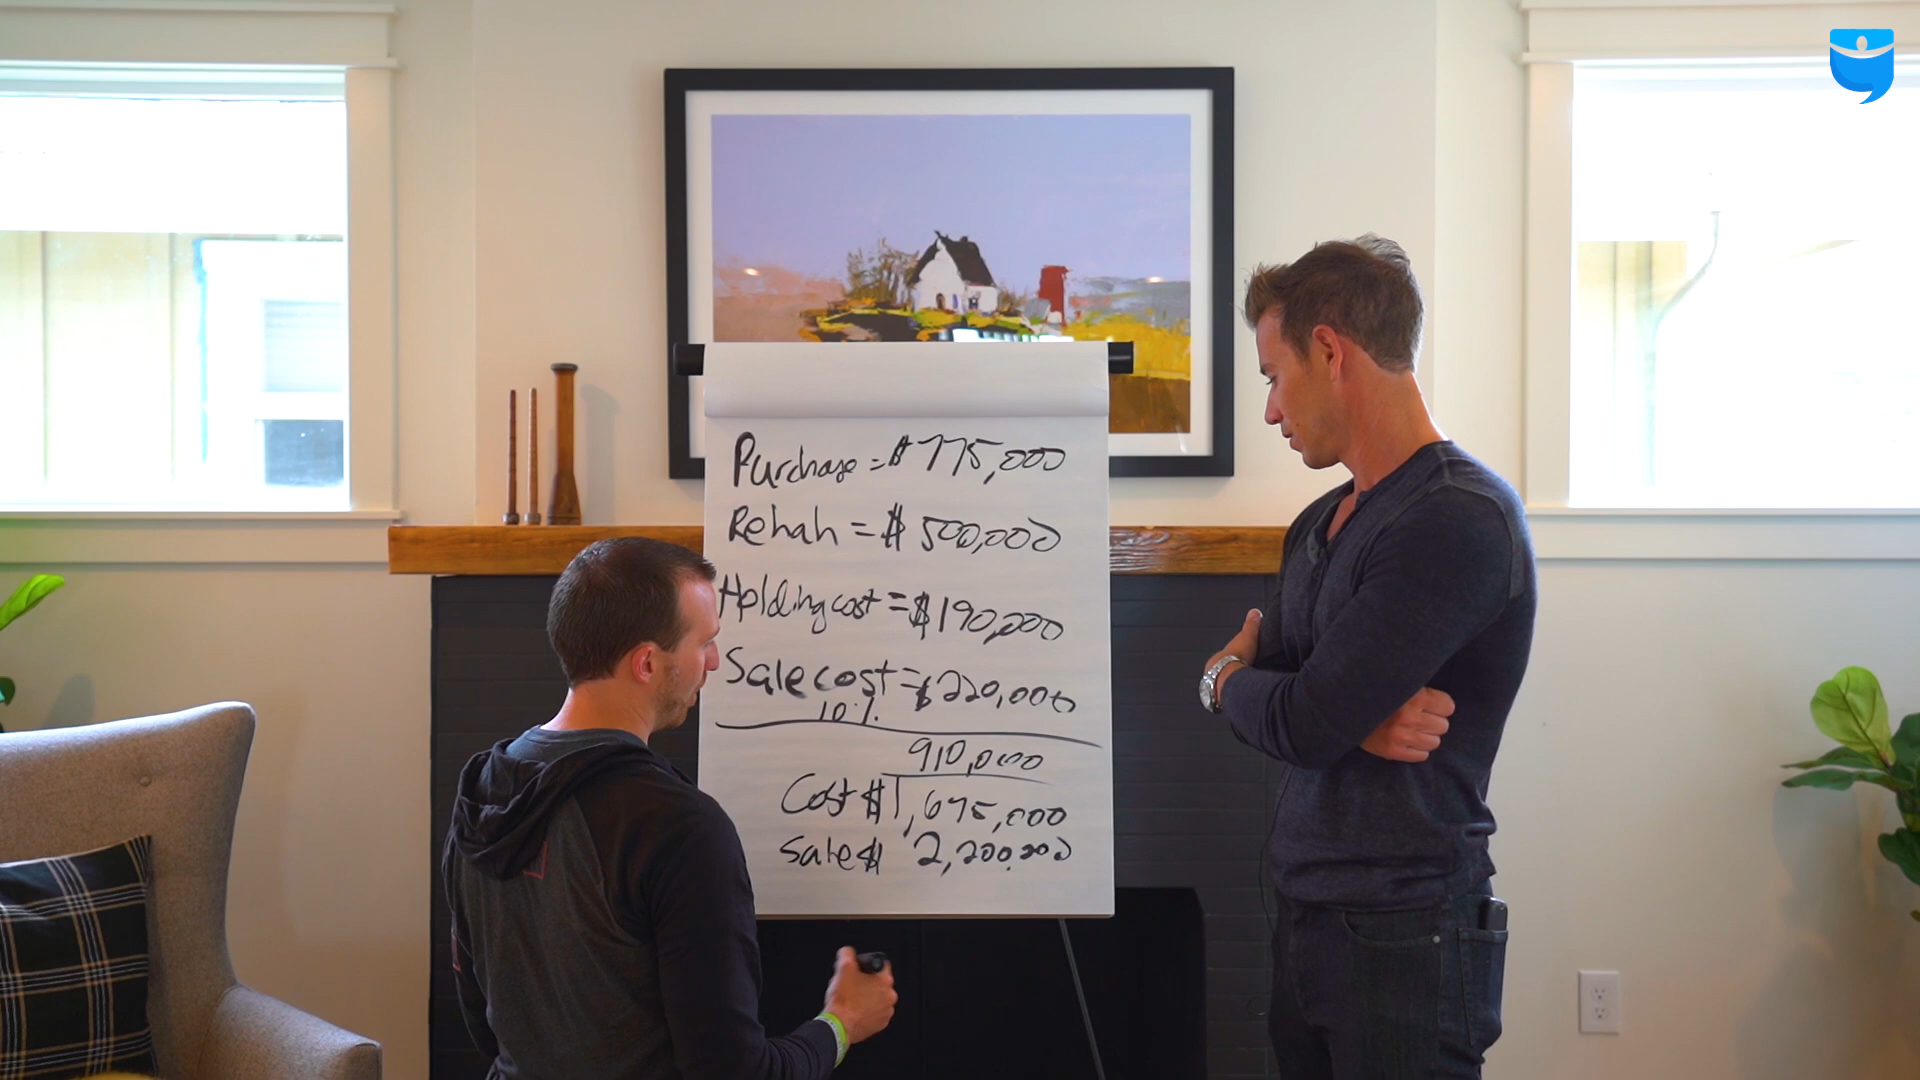 Purchase = $775,000
Rehab = $500,000
Holding cost = $190,000
Sale cost = $220,000
10%
910,000
Cost $1,675,000
Sale $ 2,200,000